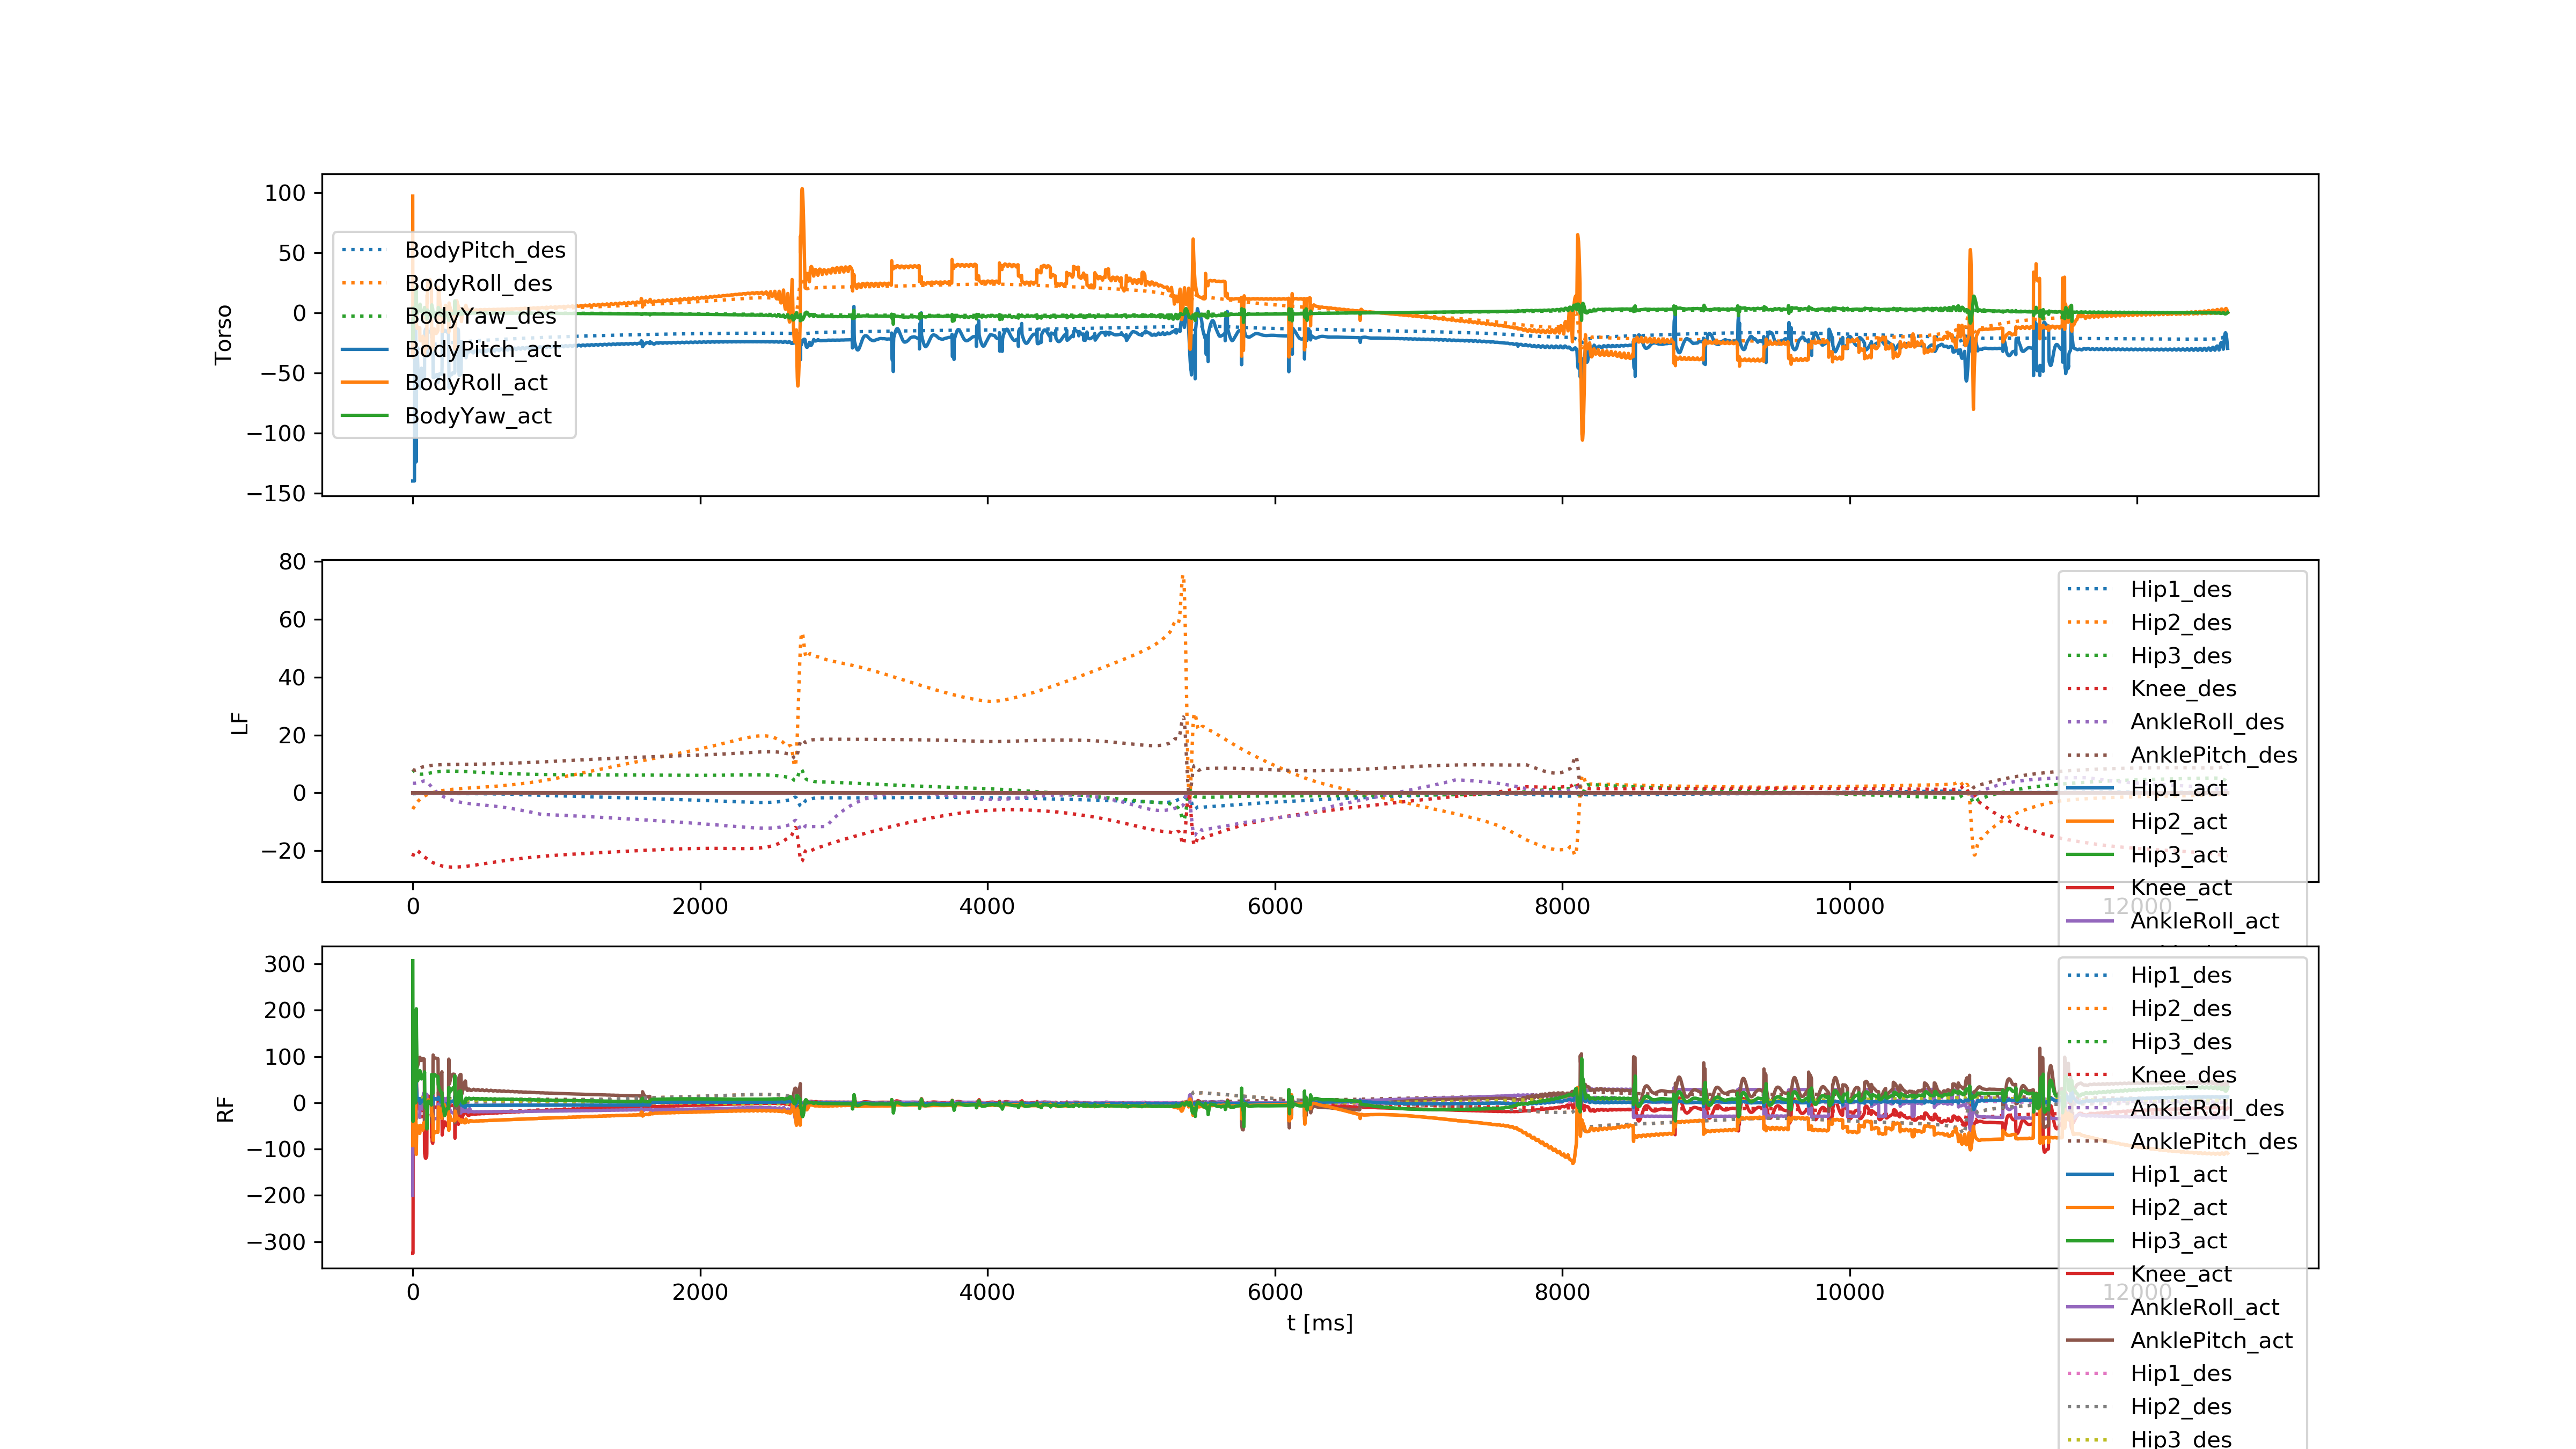 100
50
0
−50
−100
−150
Torso
BodyPitch_des
BodyRoll_des
BodyYaw_des
BodyPitch_act
BodyRoll_act
BodyYaw_act
80
60
40
20
0
−20
LF
Hip1_des
Hip2_des
Hip3_des
Knee_des
AnkleRoll_des
AnklePitch_des
Hip1_act
Hip2_act
Hip3_act
Knee_act
AnkleRoll_act
0 2000 4000 6000 8000 10000 12000
300
200
100
0
−100
−200
−300
RF
Hip1_des
Hip2_des
Hip3_des
Knee_des
AnkleRoll_des
AnklePitch_des
Hip1_act
Hip2_act
Hip3_act
Knee_act
AnkleRoll_act
AnklePitch_act
Hip1_des
Hip2_des
Hip3_des
0 2000 4000 6000 8000 10000 12000
t [ms]